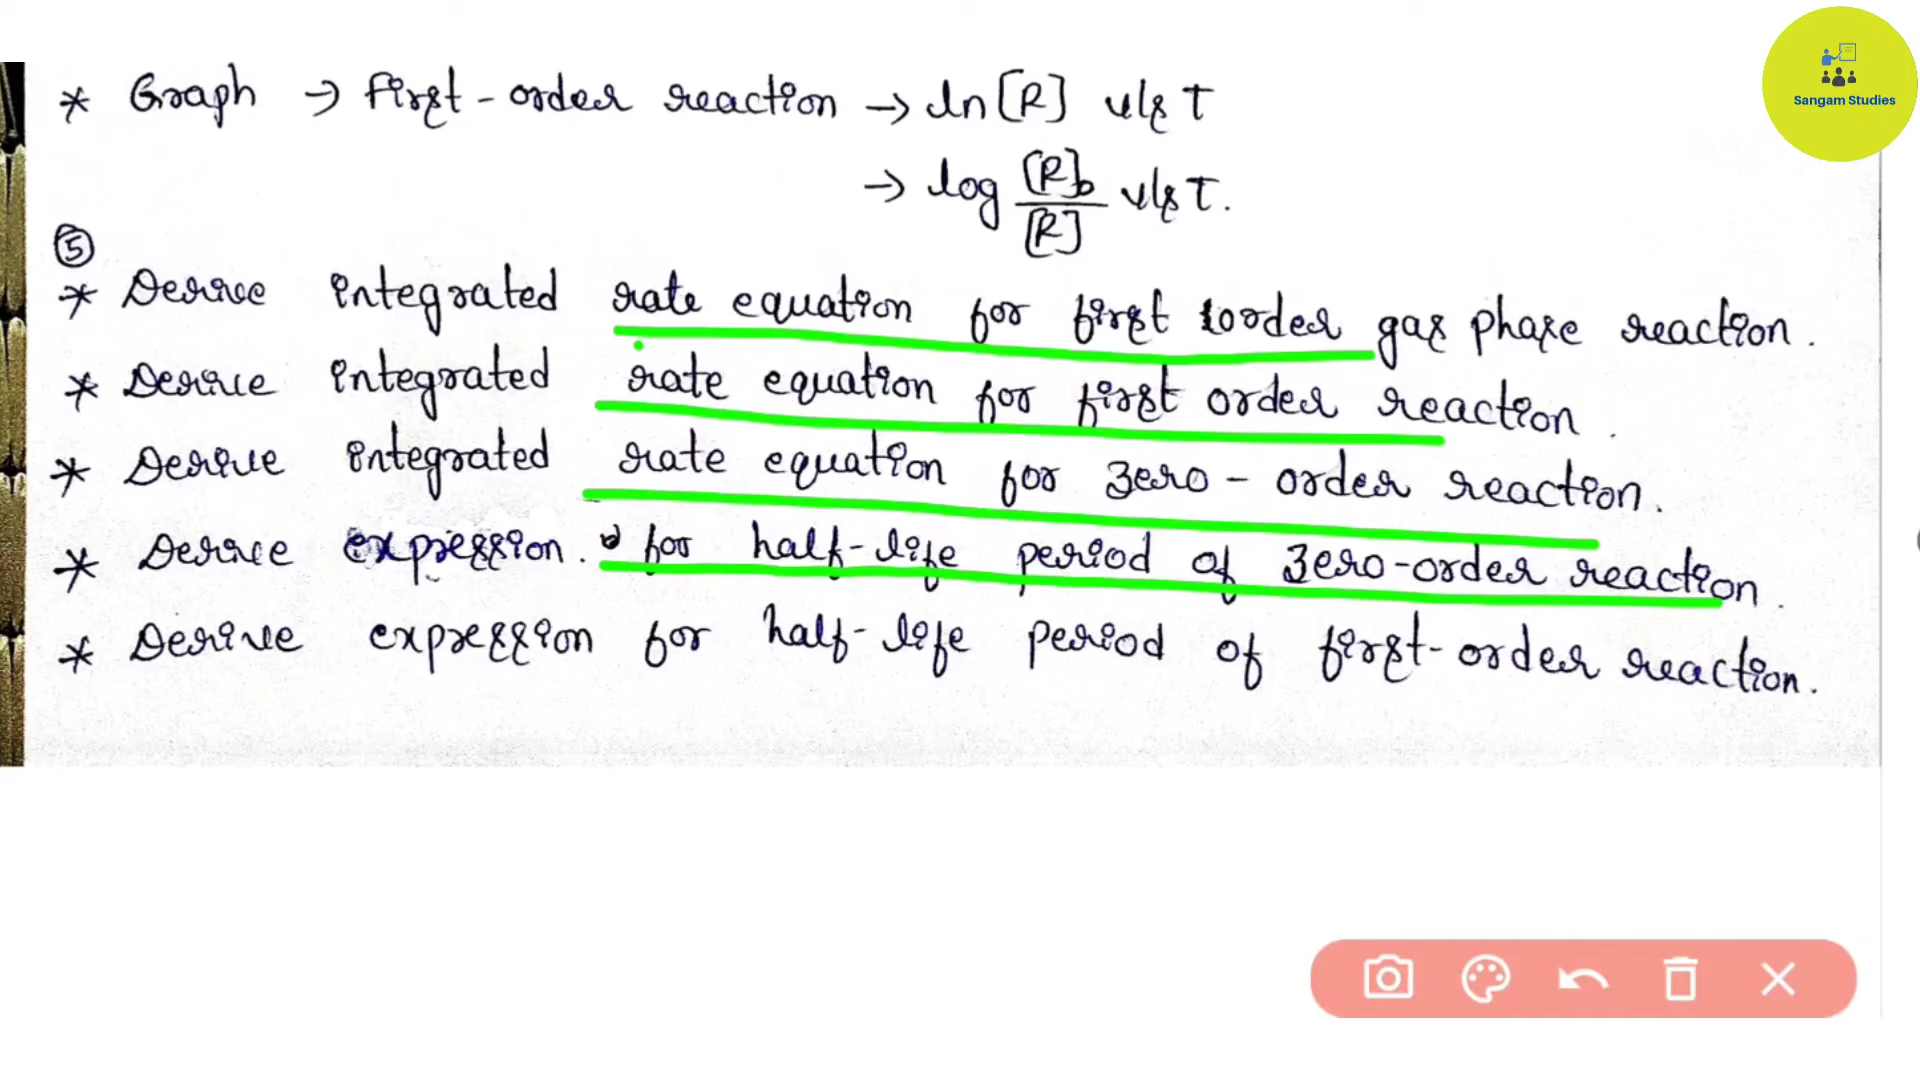 * Graph → First-order reaction → ln[R] v/s T
→ log [R]₀/[R] v/s T.
Sangam Studies
⑤
* Derive integrated rate equation for first order gas phase reaction.
* Derive integrated rate equation for first order reaction.
* Derive integrated rate equation for zero-order reaction.
* Derive expression. for half-life period of zero-order reaction.
* Derive expression for half-life period of first-order reaction.